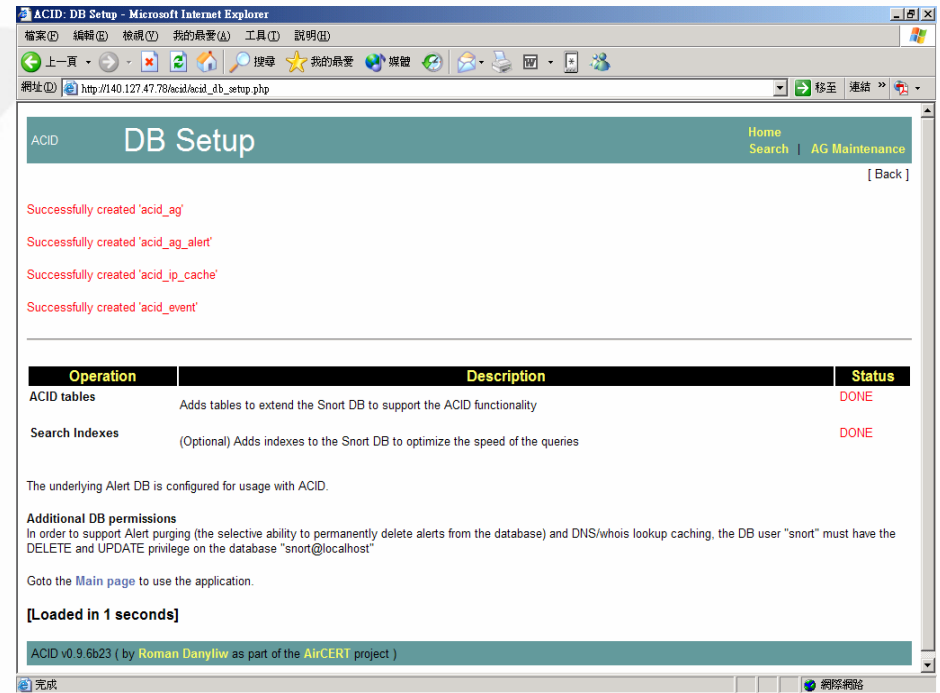 ACID: DB Setup - Microsoft Internet Explorer
檔案(F) 編輯(E) 檢視(V) 我的最愛(A) 工具(T) 說明(H)
上一頁 搜尋 我的最愛 媒體
網址(D) http://140.127.47.78/acid/acid_db_setup.php 移至 連結 »
ACID DB Setup
Home
Search | AG Maintenance
[ Back ]
Successfully created 'acid_ag'
Successfully created 'acid_ag_alert'
Successfully created 'acid_ip_cache'
Successfully created 'acid_event'
Operation Description Status
ACID tables Adds tables to extend the Snort DB to support the ACID functionality DONE
Search Indexes (Optional) Adds indexes to the Snort DB to optimize the speed of the queries DONE
The underlying Alert DB is configured for usage with ACID.
Additional DB permissions
In order to support Alert purging (the selective ability to permanently delete alerts from the database) and DNS/whois lookup caching, the DB user "snort" must have the
DELETE and UPDATE privilege on the database "snort@localhost"
Goto the Main page to use the application.
[Loaded in 1 seconds]
ACID v0.9.6b23 ( by Roman Danyliw as part of the AirCERT project )
完成 網際網路